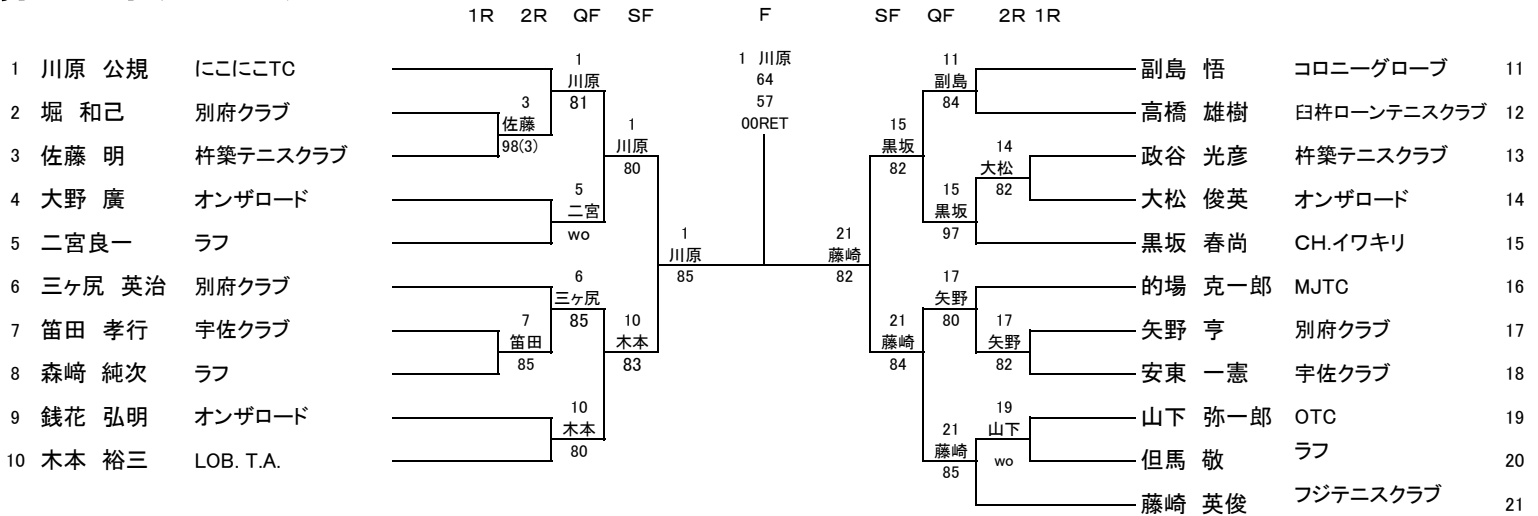 1R 2R QF SF F SF QF 2R 1R
1 川原 公規 にこにこTC
2 堀 和己 別府クラブ
3 佐藤 明 杵築テニスクラブ
4 大野 廣 オンザロード
5 二宮良一 ラフ
6 三ヶ尻 英治 別府クラブ
7 笛田 孝行 宇佐クラブ
8 森﨑 純次 ラフ
9 銭花 弘明 オンザロード
10 木本 裕三 LOB. T.A.
3
佐藤
98(3)
7
笛田
85
1
川原
81
5
二宮
wo
6
三ヶ尻
85
10
木本
80
1
川原
80
10
木本
83
1
川原
85
1 川原
64
57
00RET
21
藤崎
82
15
黒坂
82
21
藤崎
84
11
副島
84
15
黒坂
97
17
矢野
80
21
藤崎
85
14
大松
82
17
矢野
82
19
山下
wo
副島 悟 コロニーグローブ 11
高橋 雄樹 臼杵ローンテニスクラブ 12
政谷 光彦 杵築テニスクラブ 13
大松 俊英 オンザロード 14
黒坂 春尚 CH.イワキリ 15
的場 克一郎 MJTC 16
矢野 亨 別府クラブ 17
安東 一憲 宇佐クラブ 18
山下 弥一郎 OTC 19
但馬 敬 ラフ 20
藤崎 英俊 フジテニスクラブ 21